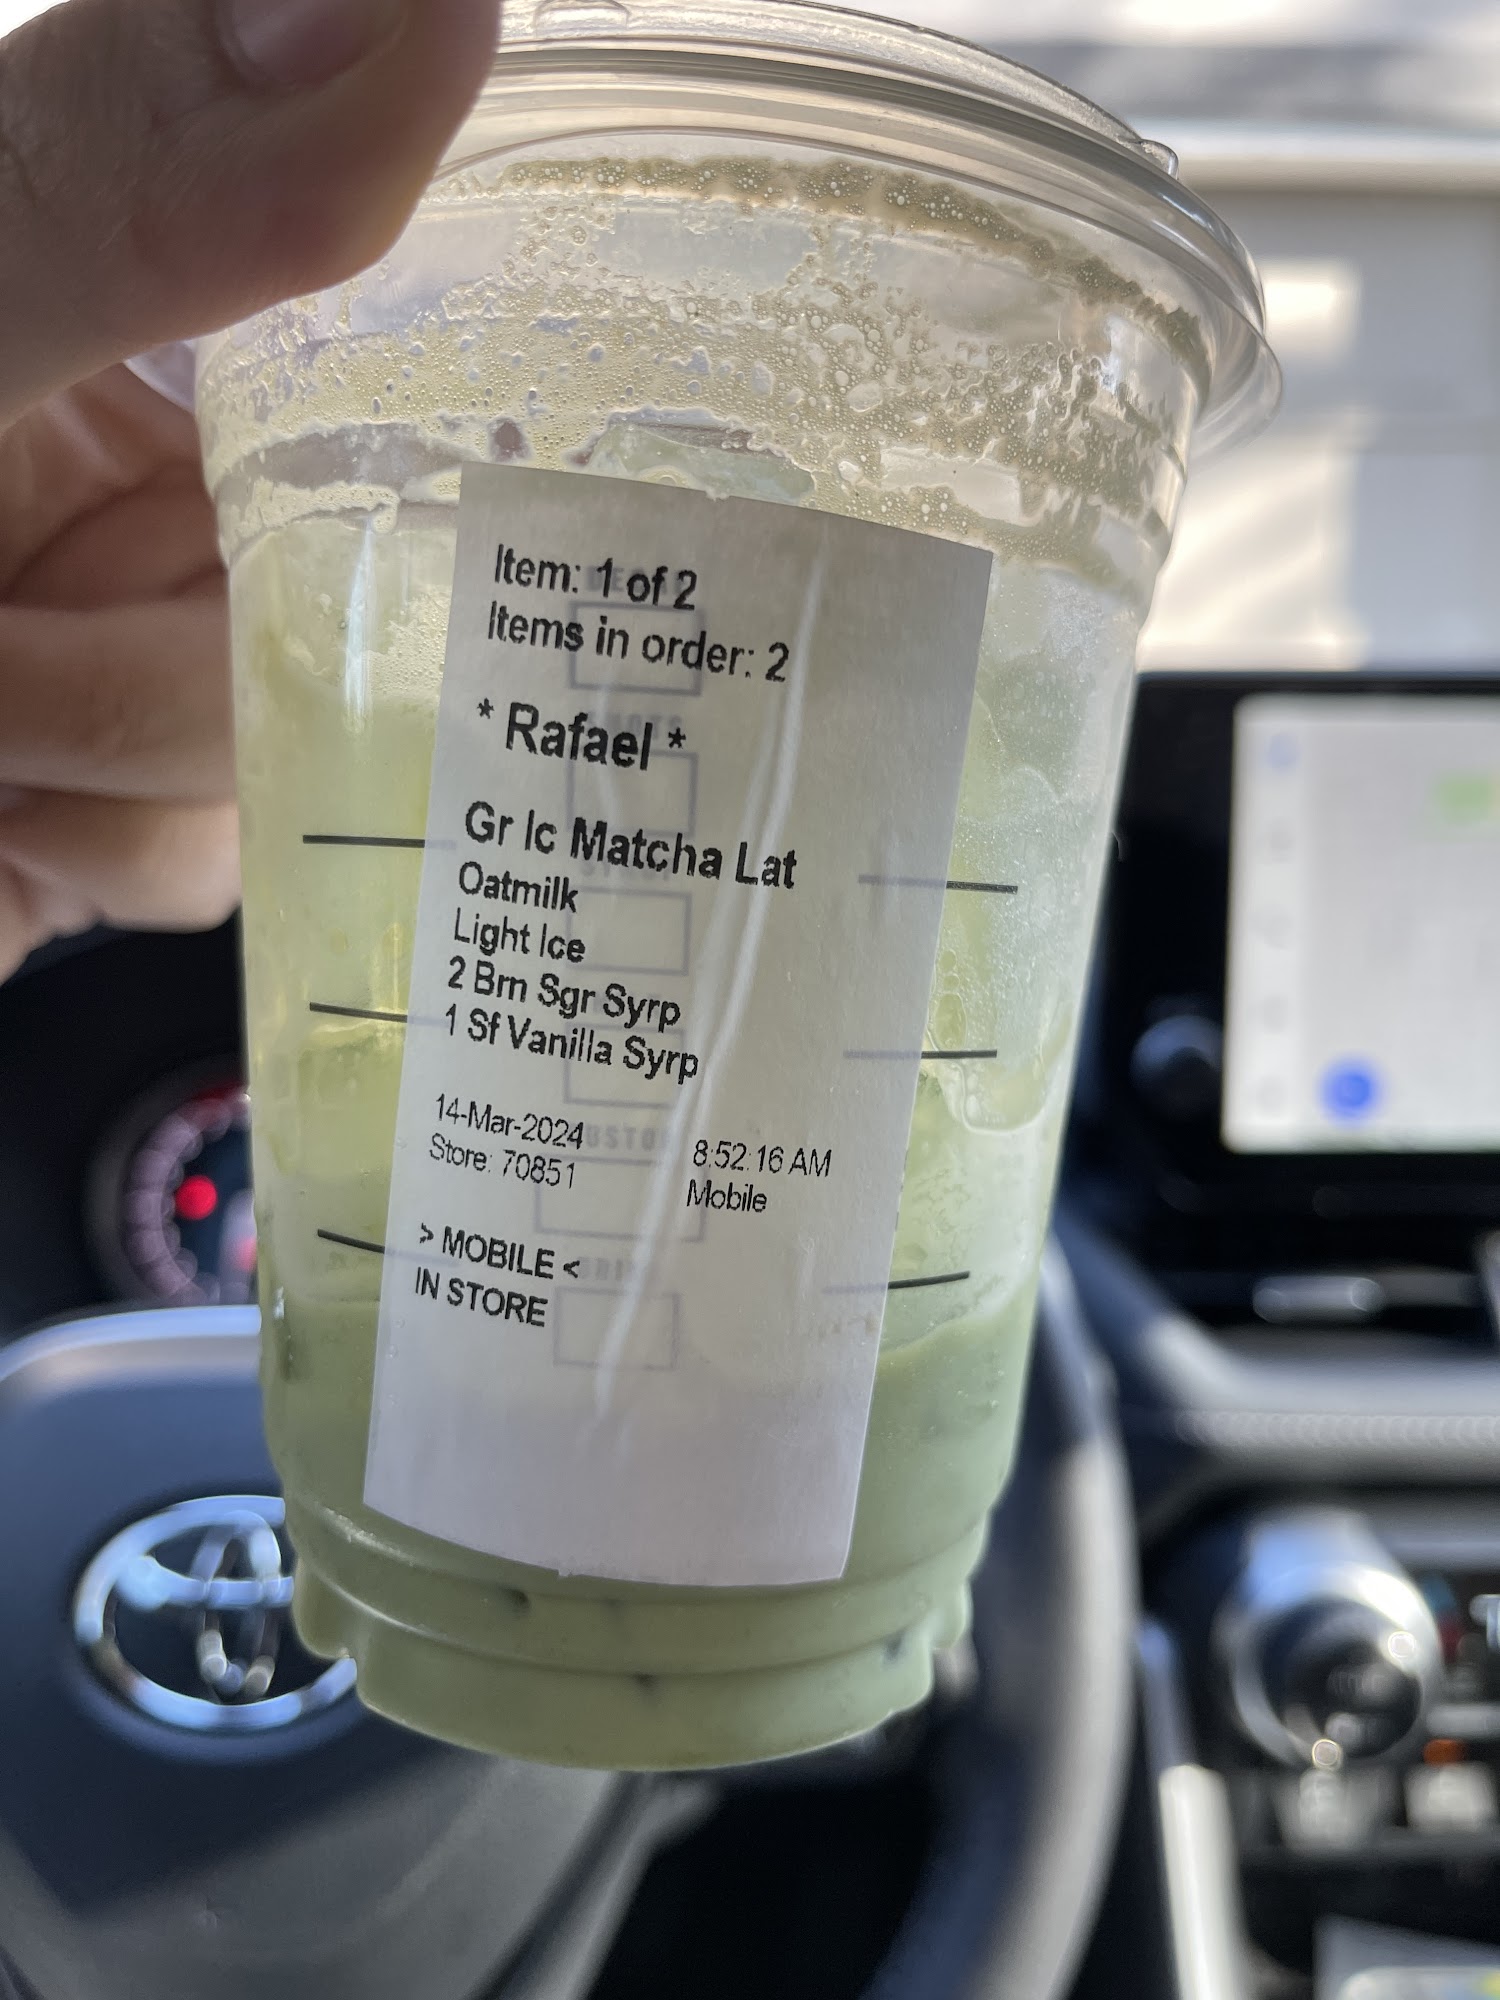 Item: 1 of 2
Items in order: 2
* Rafael *
Gr Ic Matcha Lat
Oatmilk
Light Ice
2 Brn Sgr Syrp
1 Sf Vanilla Syrp
14-Mar-2024 8:52:16 AM
Store: 70851 Mobile
> MOBILE <
IN STORE